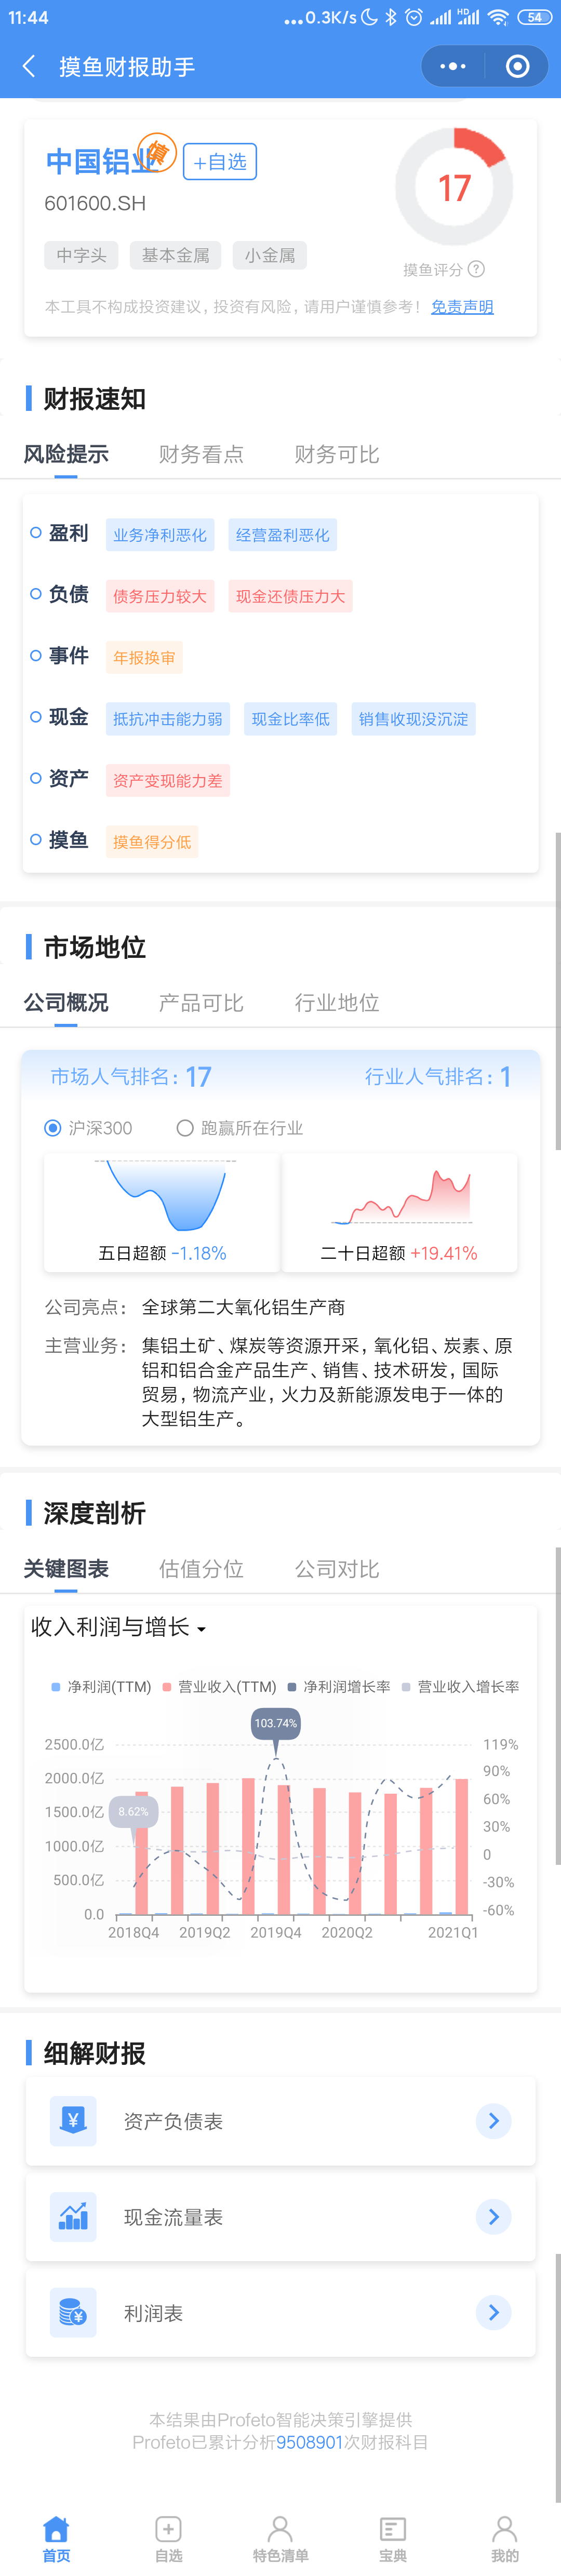 11:44
...0.3K/s
HD
54
摸鱼财报助手
中国铝业
慎
+自选
601600.SH
中字头 基本金属 小金属
17
摸鱼评分 ?
本工具不构成投资建议，投资有风险，请用户谨慎参考！ 免责声明
财报速知
风险提示 财务看点 财务可比
盈利 业务净利恶化 经营盈利恶化
负债 债务压力较大 现金还债压力大
事件 年报换审
现金 抵抗冲击能力弱 现金比率低 销售收现没沉淀
资产 资产变现能力差
摸鱼 摸鱼得分低
市场地位
公司概况 产品可比 行业地位
市场人气排名：17 行业人气排名：1
沪深300 跑赢所在行业
五日超额 -1.18% 二十日超额 +19.41%
公司亮点： 全球第二大氧化铝生产商
主营业务： 集铝土矿、煤炭等资源开采，氧化铝、炭素、原
铝和铝合金产品生产、销售、技术研发，国际
贸易，物流产业，火力及新能源发电于一体的
大型铝生产。
深度剖析
关键图表 估值分位 公司对比
收入利润与增长
净利润(TTM) 营业收入(TTM) 净利润增长率 营业收入增长率
103.74%
2500.0亿 119%
2000.0亿 90%
1500.0亿 8.62% 60%
1000.0亿 30%
500.0亿 0
0.0 -30%
-60%
2018Q4 2019Q2 2019Q4 2020Q2 2021Q1
细解财报
¥ 资产负债表
现金流量表
¥ 利润表
本结果由Profeto智能决策引擎提供
Profeto已累计分析9508901次财报科目
首页 自选 特色清单 宝典 我的